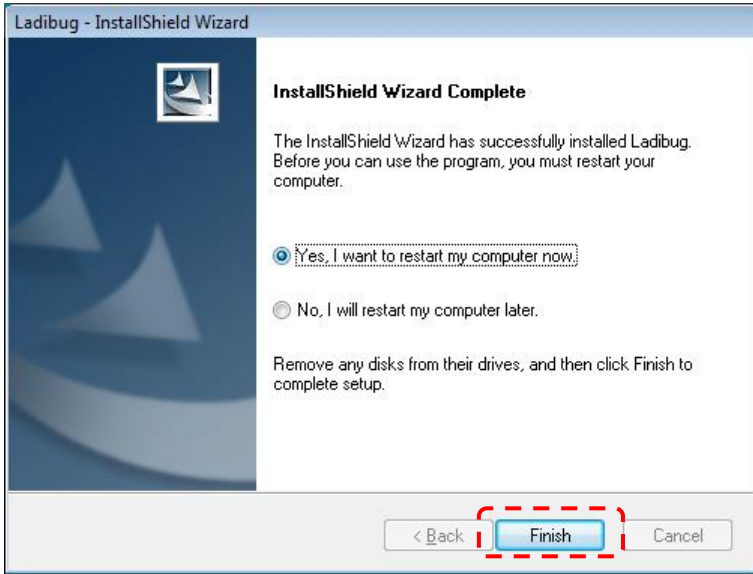 Ladibug - InstallShield Wizard
InstallShield Wizard Complete
The InstallShield Wizard has successfully installed Ladibug.
Before you can use the program, you must restart your
computer.
Yes, I want to restart my computer now.
No, I will restart my computer later.
Remove any disks from their drives, and then click Finish to
complete setup.
< Back Finish Cancel